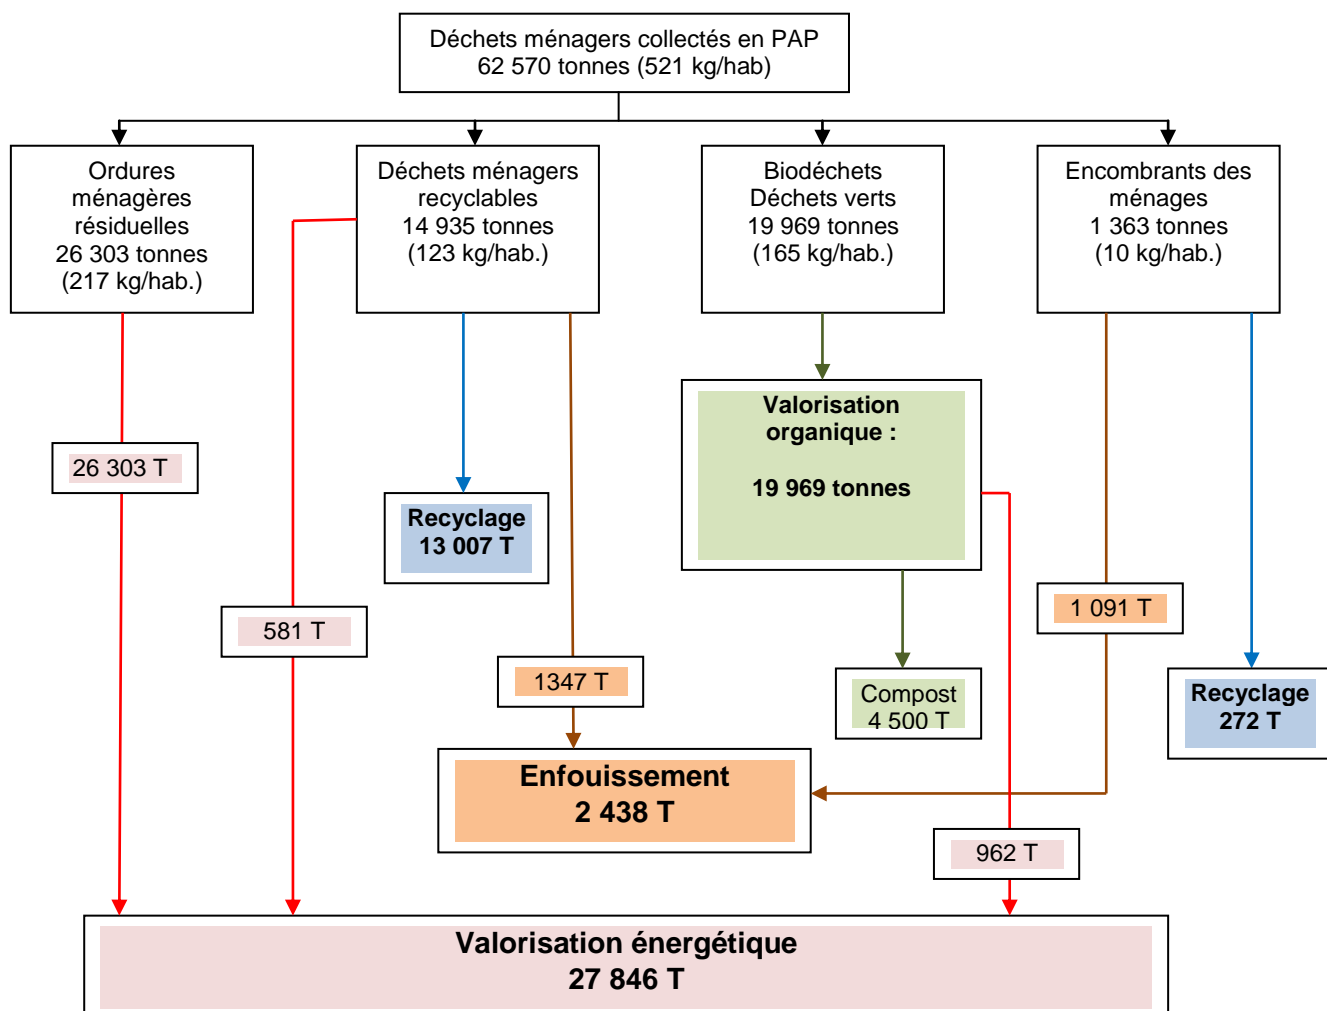 Déchets ménagers collectés en PAP
62 570 tonnes (521 kg/hab)
Ordures
ménagères
résiduelles
26 303 tonnes
(217 kg/hab.)
Déchets ménagers
recyclables
14 935 tonnes
(123 kg/hab.)
Biodéchets
Déchets verts
19 969 tonnes
(165 kg/hab.)
Encombrants des
ménages
1 363 tonnes
(10 kg/hab.)
Valorisation
organique :
19 969 tonnes
26 303 T
Recyclage
13 007 T
581 T
1 091 T
1347 T
Compost
4 500 T
Recyclage
272 T
Enfouissement
2 438 T
962 T
Valorisation énergétique
27 846 T